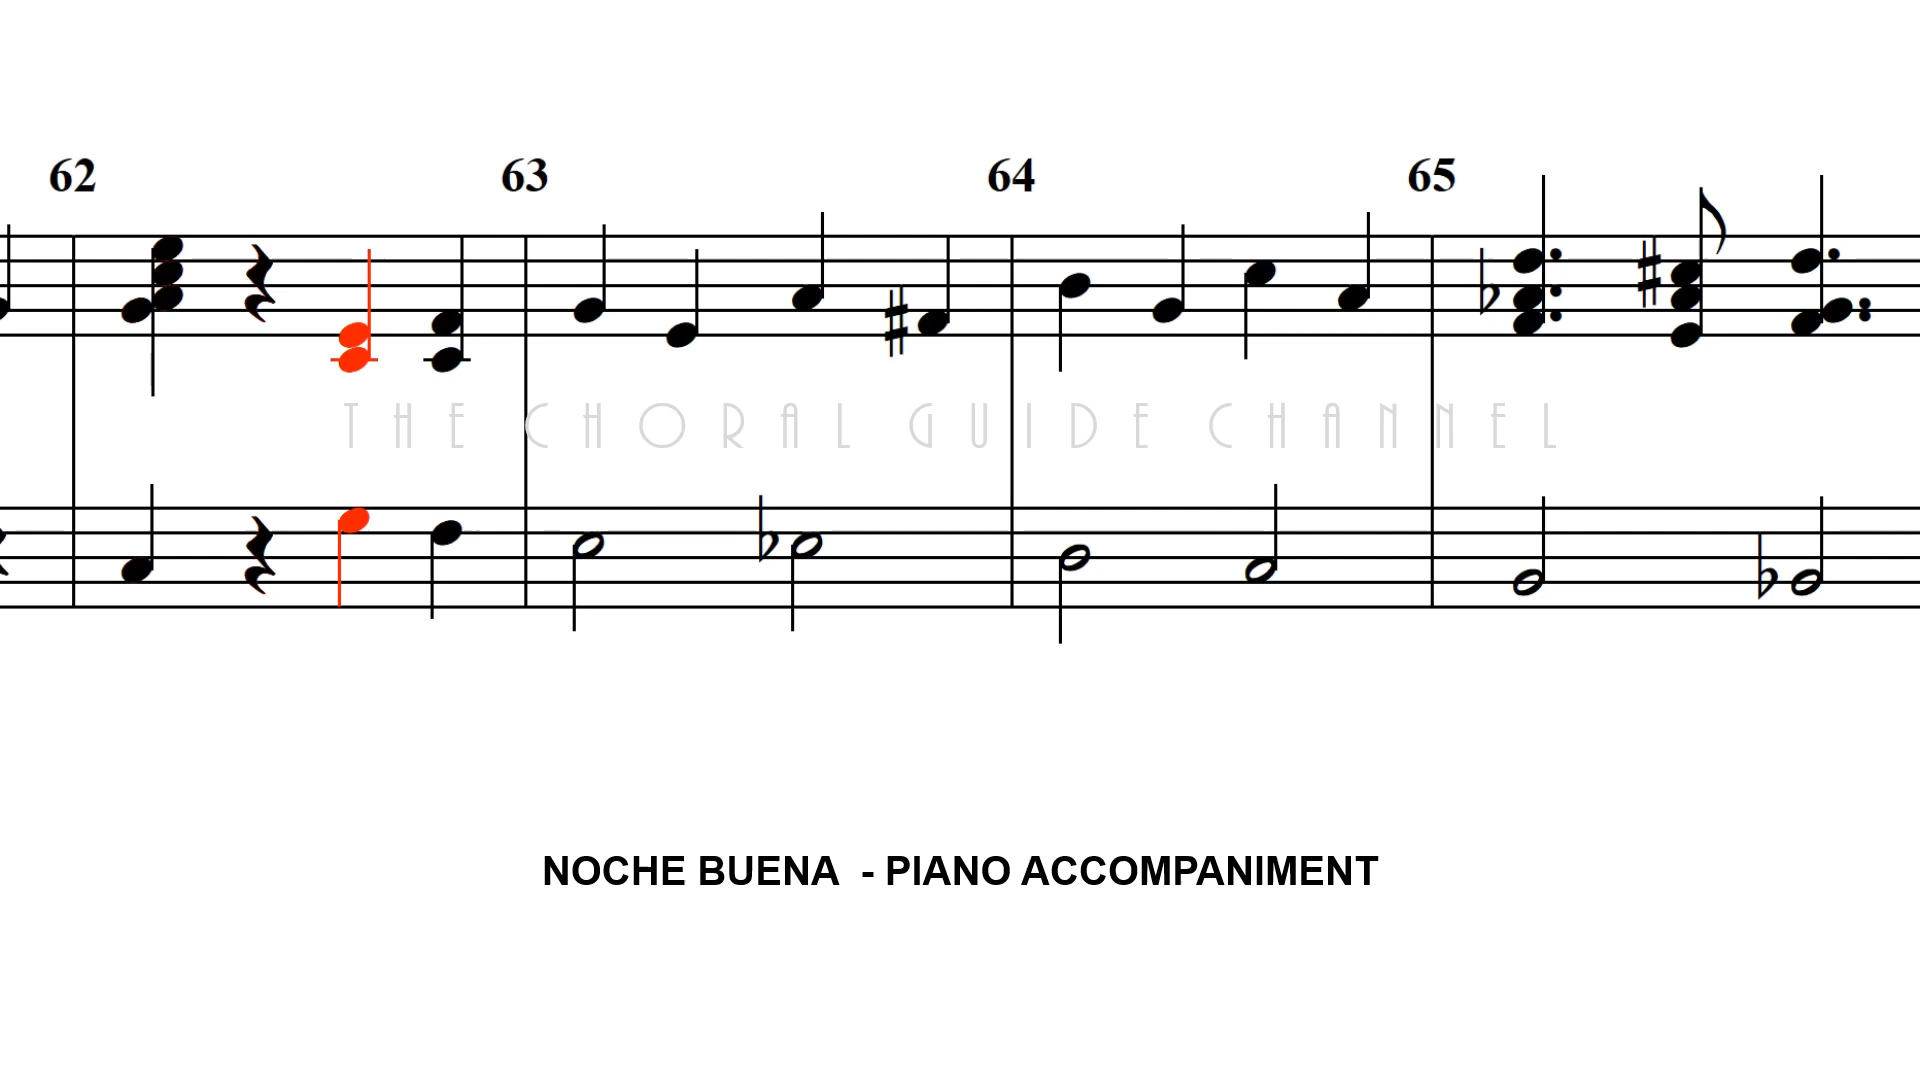 62 63 64 65
THE CHORAL GUIDE CHANNEL
NOCHE BUENA - PIANO ACCOMPANIMENT